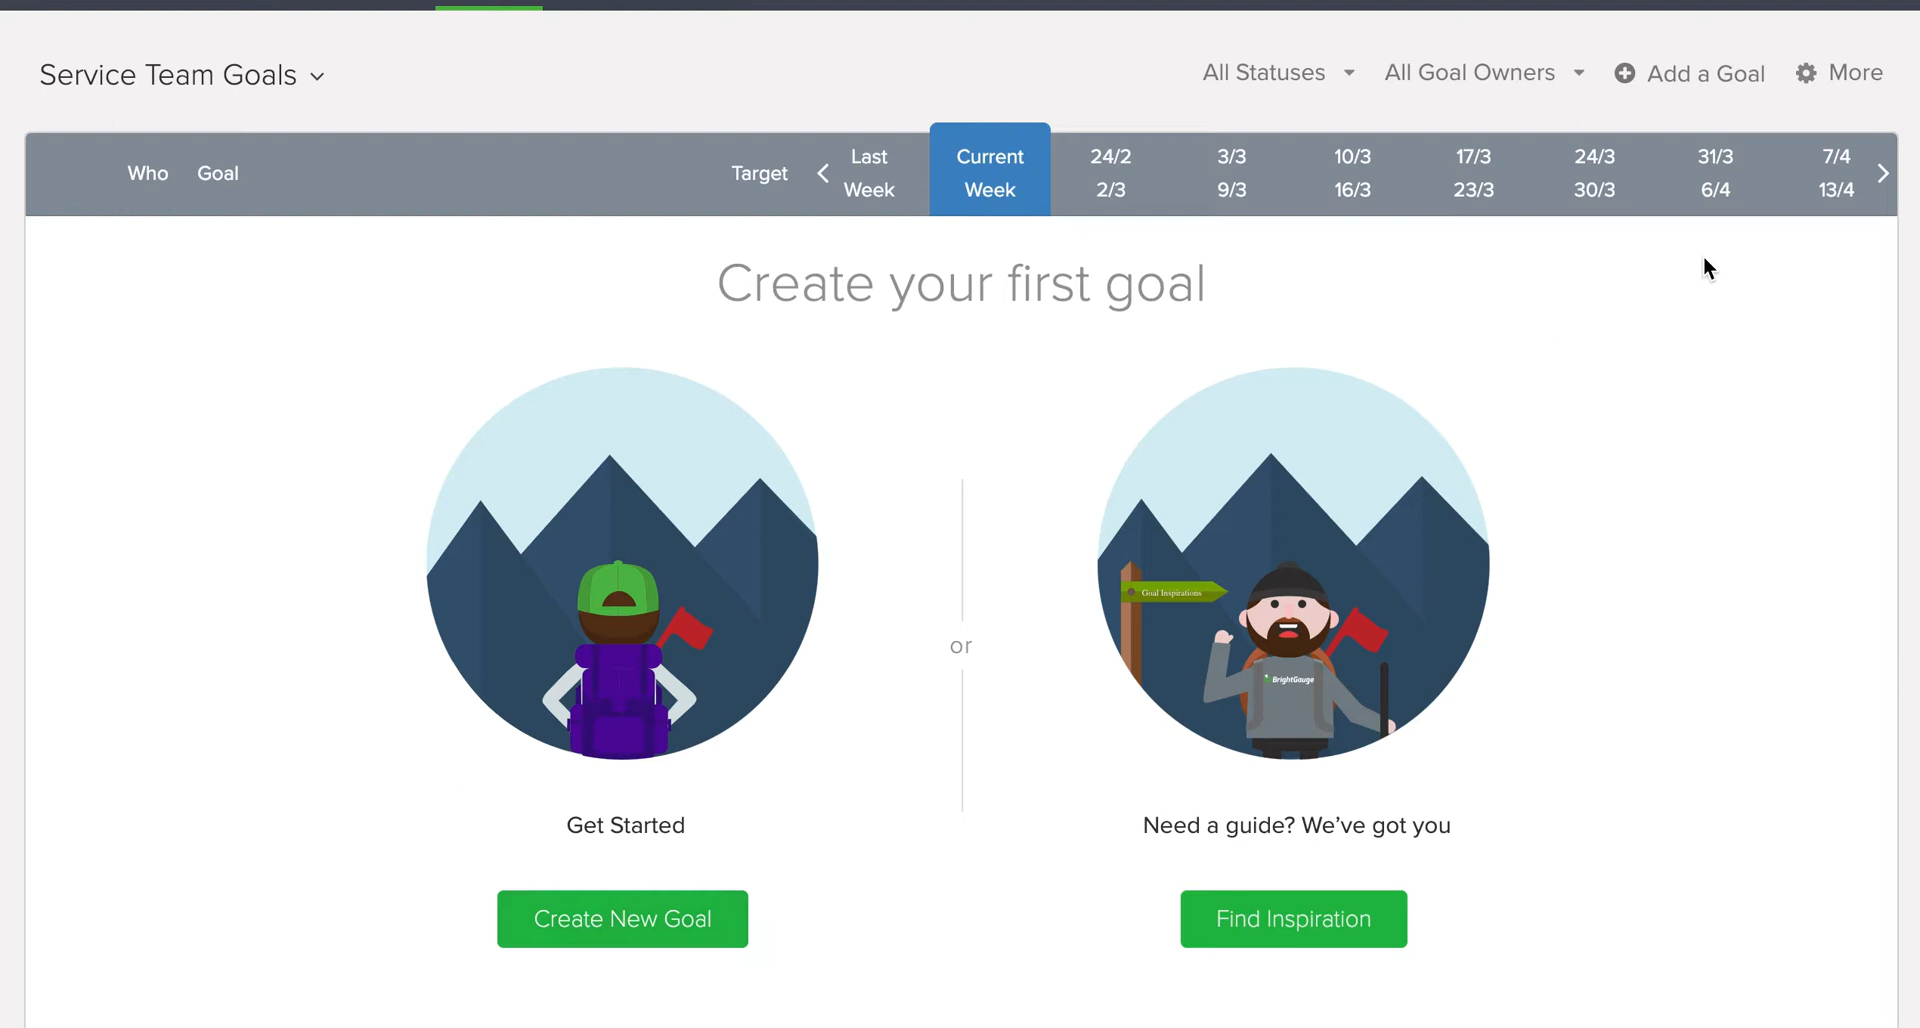 Service Team Goals
All Statuses
All Goal Owners
Add a Goal
More
Who
Goal
Target
Last
Week
Current
Week
24/2
2/3
3/3
9/3
10/3
16/3
17/3
23/3
24/3
30/3
31/3
6/4
7/4
13/4
Create your first goal
Goal Inspirations
BrightGauge
or
Get Started
Need a guide? We’ve got you
Create New Goal
Find Inspiration